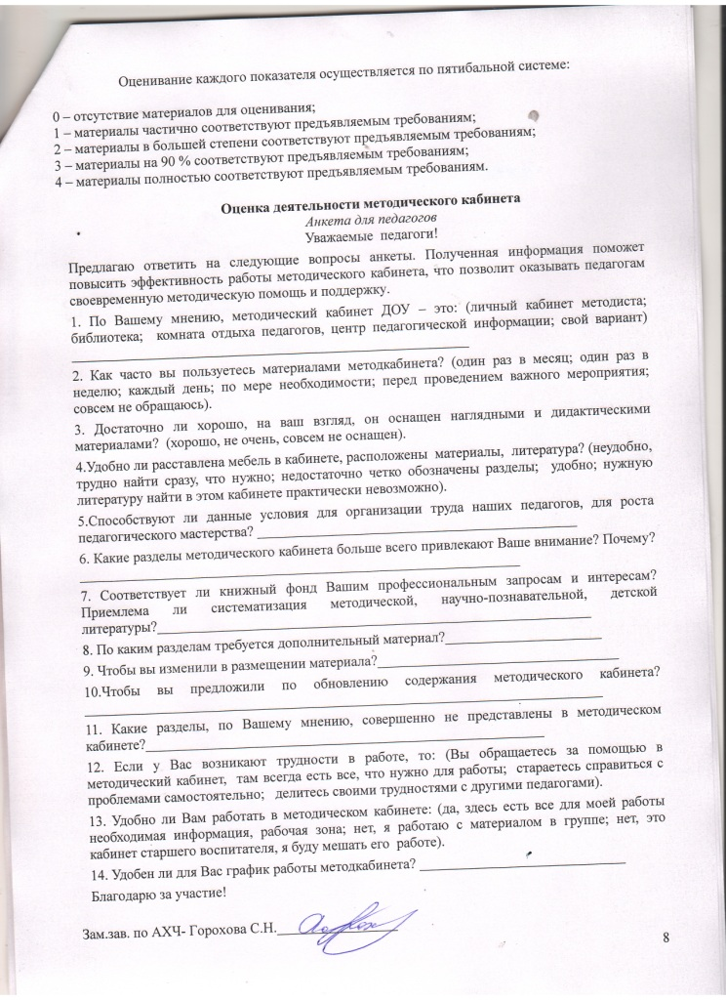 Оценивание каждого показателя осуществляется по пятибальной системе:
0 – отсутствие материалов для оценивания;
1 – материалы частично соответствуют предъявляемым требованиям;
2 – материалы в большей степени соответствуют предъявляемым требованиям;
3 – материалы на 90 % соответствуют предъявляемым требованиям;
4 – материалы полностью соответствуют предъявляемым требованиям.
Оценка деятельности методического кабинета
Анкета для педагогов
Уважаемые педагоги!
Предлагаю ответить на следующие вопросы анкеты. Полученная информация поможет
повысить эффективность работы методического кабинета, что позволит оказывать педагогам
своевременную методическую помощь и поддержку.
1. По Вашему мнению, методический кабинет ДОУ – это: (личный кабинет методиста;
библиотека; комната отдыха педагогов, центр педагогической информации; свой вариант)
2. Как часто вы пользуетесь материалами методкабинета? (один раз в месяц; один раз в
неделю; каждый день; по мере необходимости; перед проведением важного мероприятия;
совсем не обращаюсь).
3. Достаточно ли хорошо, на ваш взгляд, он оснащен наглядными и дидактическими
материалами? (хорошо, не очень, совсем не оснащен).
4.Удобно ли расставлена мебель в кабинете, расположены материалы, литература? (неудобно,
трудно найти сразу, что нужно; недостаточно четко обозначены разделы; удобно; нужную
литературу найти в этом кабинете практически невозможно).
5.Способствуют ли данные условия для организации труда наших педагогов, для роста
педагогического мастерства?
6. Какие разделы методического кабинета больше всего привлекают Ваше внимание? Почему?
7. Соответствует ли книжный фонд Вашим профессиональным запросам и интересам?
Приемлема ли систематизация методической, научно-познавательной, детской
литературы?
8. По каким разделам требуется дополнительный материал?
9. Чтобы вы изменили в размещении материала?
10.Чтобы вы предложили по обновлению содержания методического кабинета?
11. Какие разделы, по Вашему мнению, совершенно не представлены в методическом
кабинете?
12. Если у Вас возникают трудности в работе, то: (Вы обращаетесь за помощью в
методический кабинет, там всегда есть все, что нужно для работы; стараетесь справиться с
проблемами самостоятельно; делитесь своими трудностями с другими педагогами).
13. Удобно ли Вам работать в методическом кабинете: (да, здесь есть все для моей работы
необходимая информация, рабочая зона; нет, я работаю с материалом в группе; нет, это
кабинет старшего воспитателя, я буду мешать его работе).
14. Удобен ли для Вас график работы методкабинета?
Благодарю за участие!
Зам.зав. по АХЧ- Горохова С.Н.
8